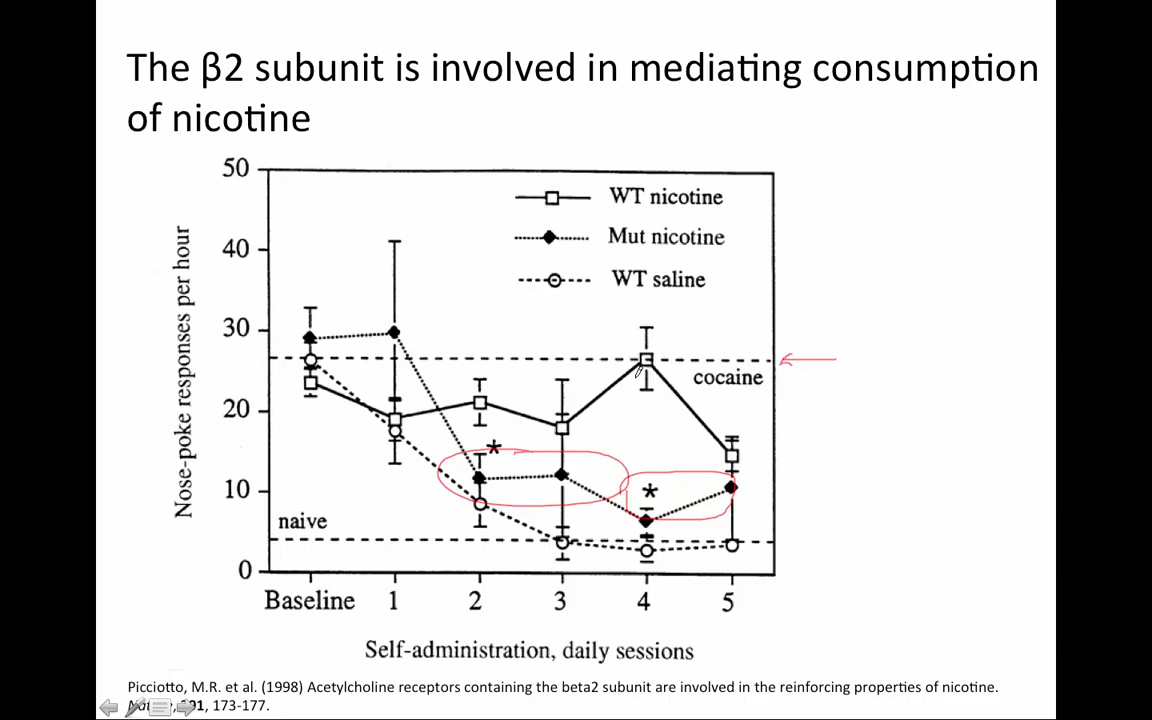 The β2 subunit is involved in mediating consumption
of nicotine
50
40
30
20
10
0
Nose-poke responses per hour
WT nicotine
Mut nicotine
WT saline
cocaine
naive
*
*
Baseline 1 2 3 4 5
Self-administration, daily sessions
Picciotto, M.R. et al. (1998) Acetylcholine receptors containing the beta2 subunit are involved in the reinforcing properties of nicotine.
173-177.